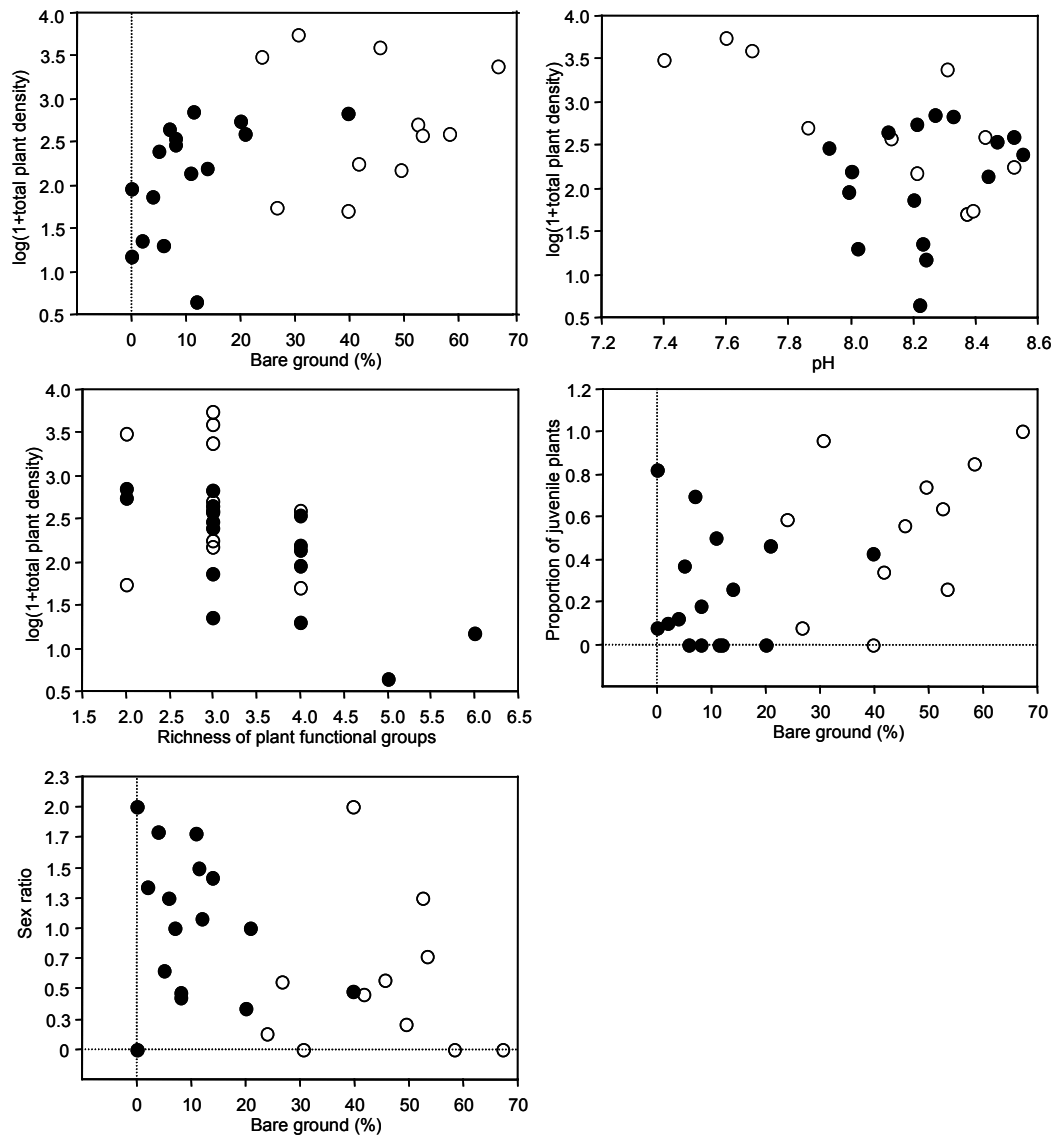 4.0
3.5
3.0
2.5
2.0
1.5
1.0
0.5
log(1+total plant density)
0 10 20 30 40 50 60 70
Bare ground (%)
4.0
3.5
3.0
2.5
2.0
1.5
1.0
0.5
log(1+total plant density)
7.2 7.4 7.6 7.8 8.0 8.2 8.4 8.6
pH
4.0
3.5
3.0
2.5
2.0
1.5
1.0
0.5
log(1+total plant density)
1.5 2.0 2.5 3.0 3.5 4.0 4.5 5.0 5.5 6.0 6.5
Richness of plant functional groups
1.2
1.0
0.8
0.6
0.4
0.2
0
Proportion of juvenile plants
0 10 20 30 40 50 60 70
Bare ground (%)
2.3
2.0
1.7
1.5
1.3
1.0
0.7
0.5
0.3
0
Sex ratio
0 10 20 30 40 50 60 70
Bare ground (%)